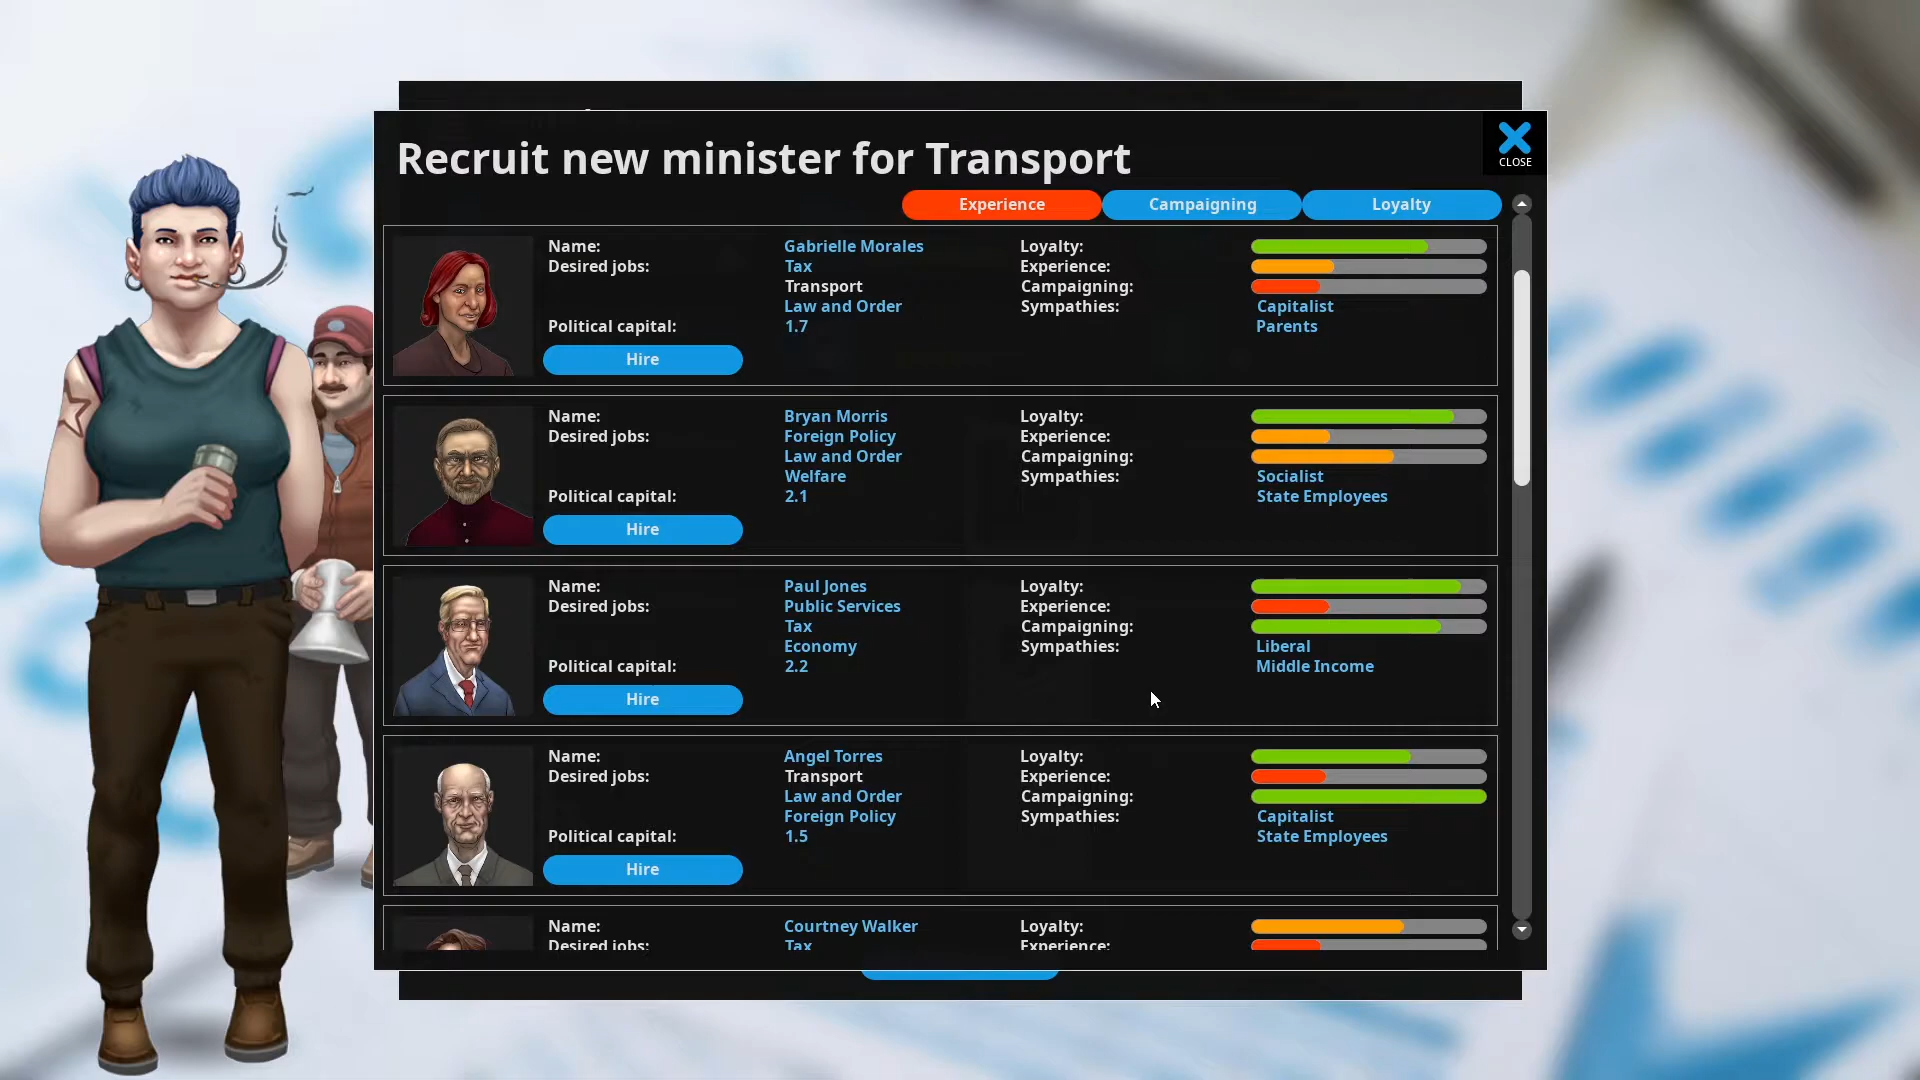 Recruit new minister for Transport
CLOSE
Experience Campaigning Loyalty
Name: Gabrielle Morales Loyalty:
Desired jobs: Tax Experience:
Transport Campaigning:
Law and Order Sympathies: Capitalist
Political capital: 1.7 Parents
Hire
Name: Bryan Morris Loyalty:
Desired jobs: Foreign Policy Experience:
Law and Order Campaigning:
Welfare Sympathies: Socialist
Political capital: 2.1 State Employees
Hire
Name: Paul Jones Loyalty:
Desired jobs: Public Services Experience:
Tax Campaigning:
Economy Sympathies: Liberal
Political capital: 2.2 Middle Income
Hire
Name: Angel Torres Loyalty:
Desired jobs: Transport Experience:
Law and Order Campaigning:
Foreign Policy Sympathies: Capitalist
Political capital: 1.5 State Employees
Hire
Name: Courtney Walker Loyalty:
Desired jobs: Tax Experience: